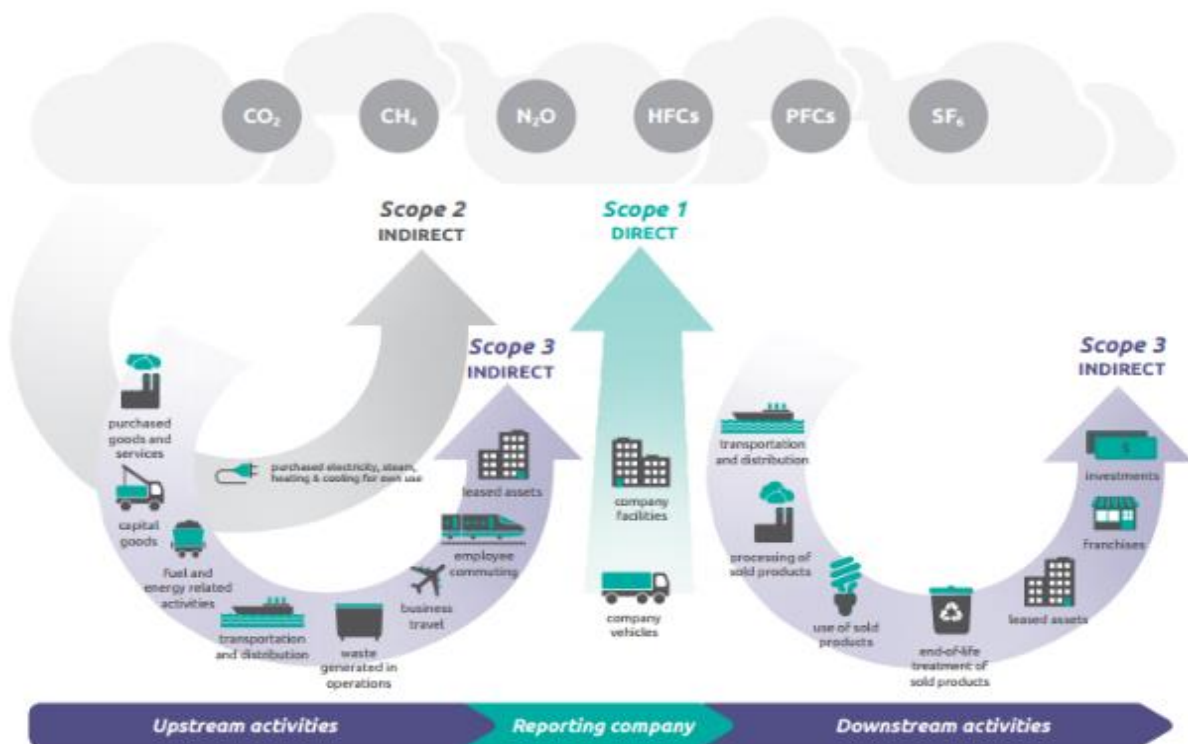 CO₂
CH₄
N₂O
HFCs
PFCs
SF₆
Scope 2
INDIRECT
Scope 1
DIRECT
Scope 3
INDIRECT
Scope 3
INDIRECT
purchased
goods and
services
capital
goods
Fuel and
energy related
activities
transportation
and distribution
waste
generated in
operations
business
travel
employee
commuting
leased assets
purchased electricity, steam,
heating & cooling for own use
company
facilities
company
vehicles
transportation
and distribution
processing of
sold products
use of sold
products
end-of-life
treatment of
sold products
leased assets
franchises
$
investments
Upstream activities
Reporting company
Downstream activities